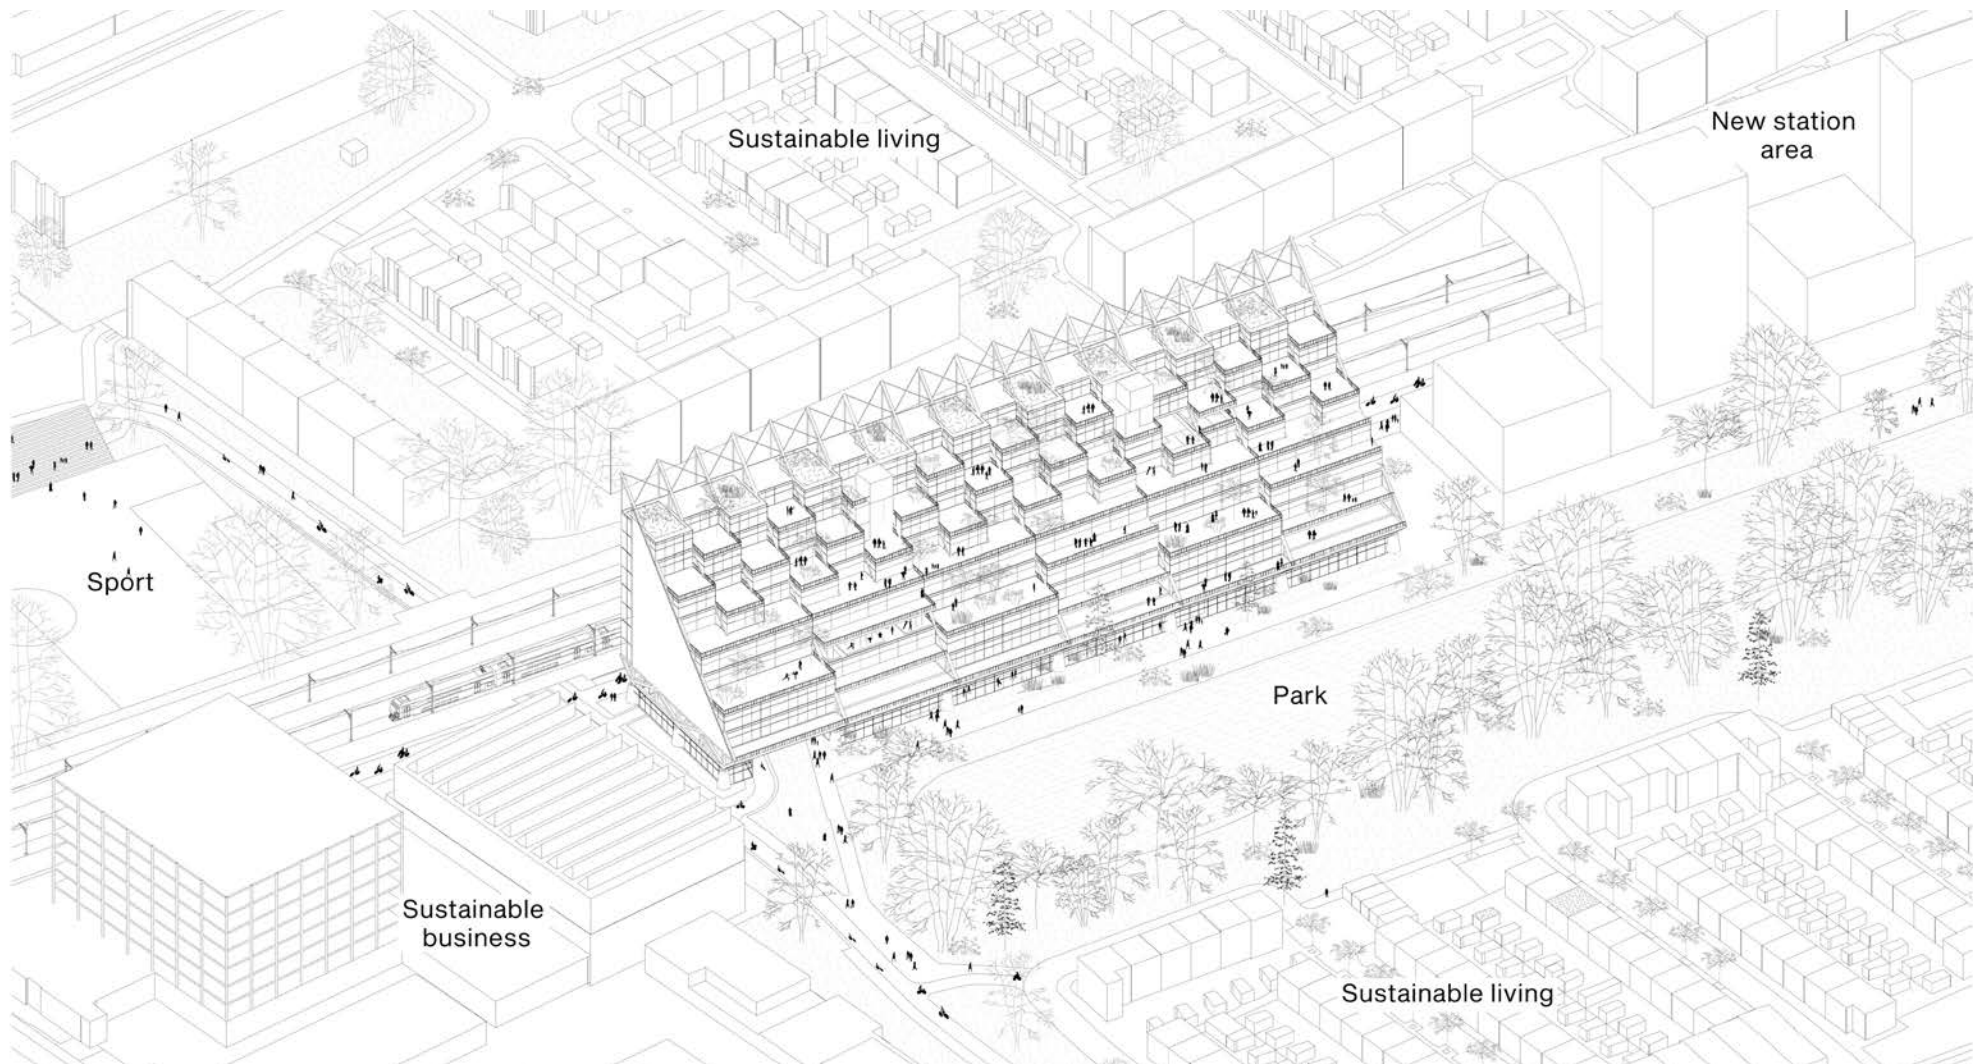 Sustainable living
New station
area
Sport
Park
Sustainable
business
Sustainable living